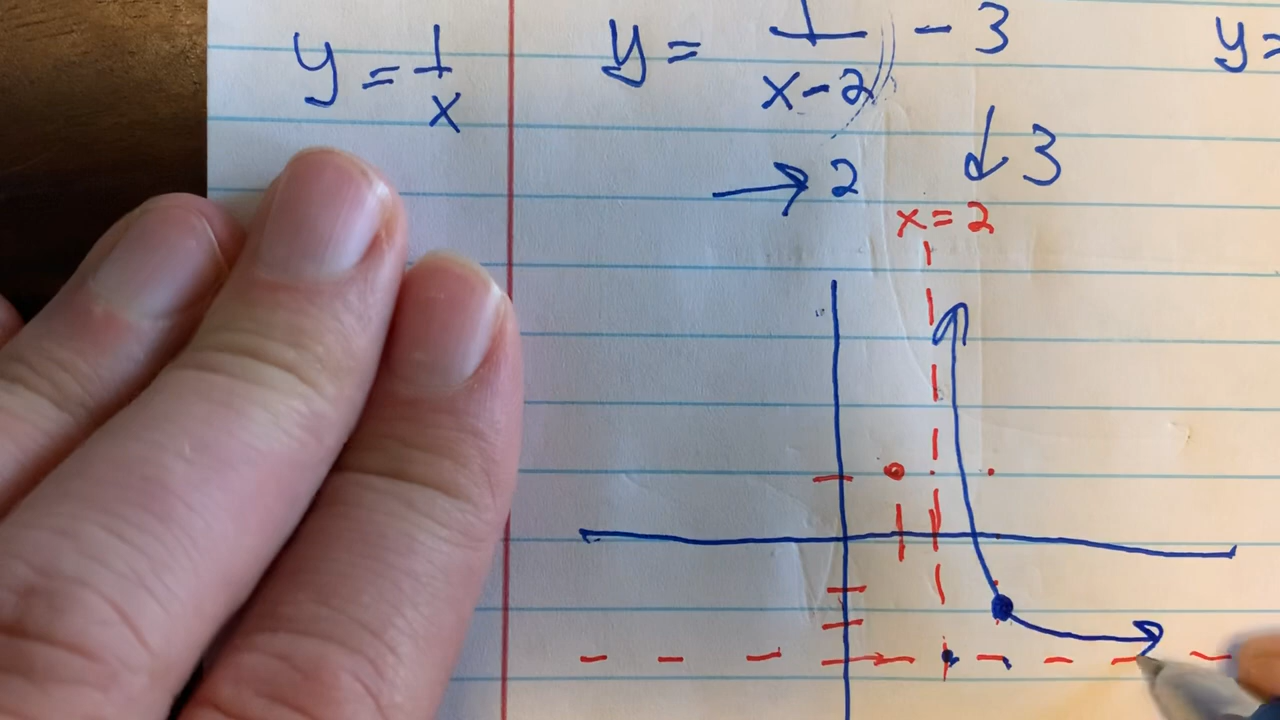 y = 1/x
y = 1/(x-2) - 3
y =
→ 2
↓ 3
x = 2